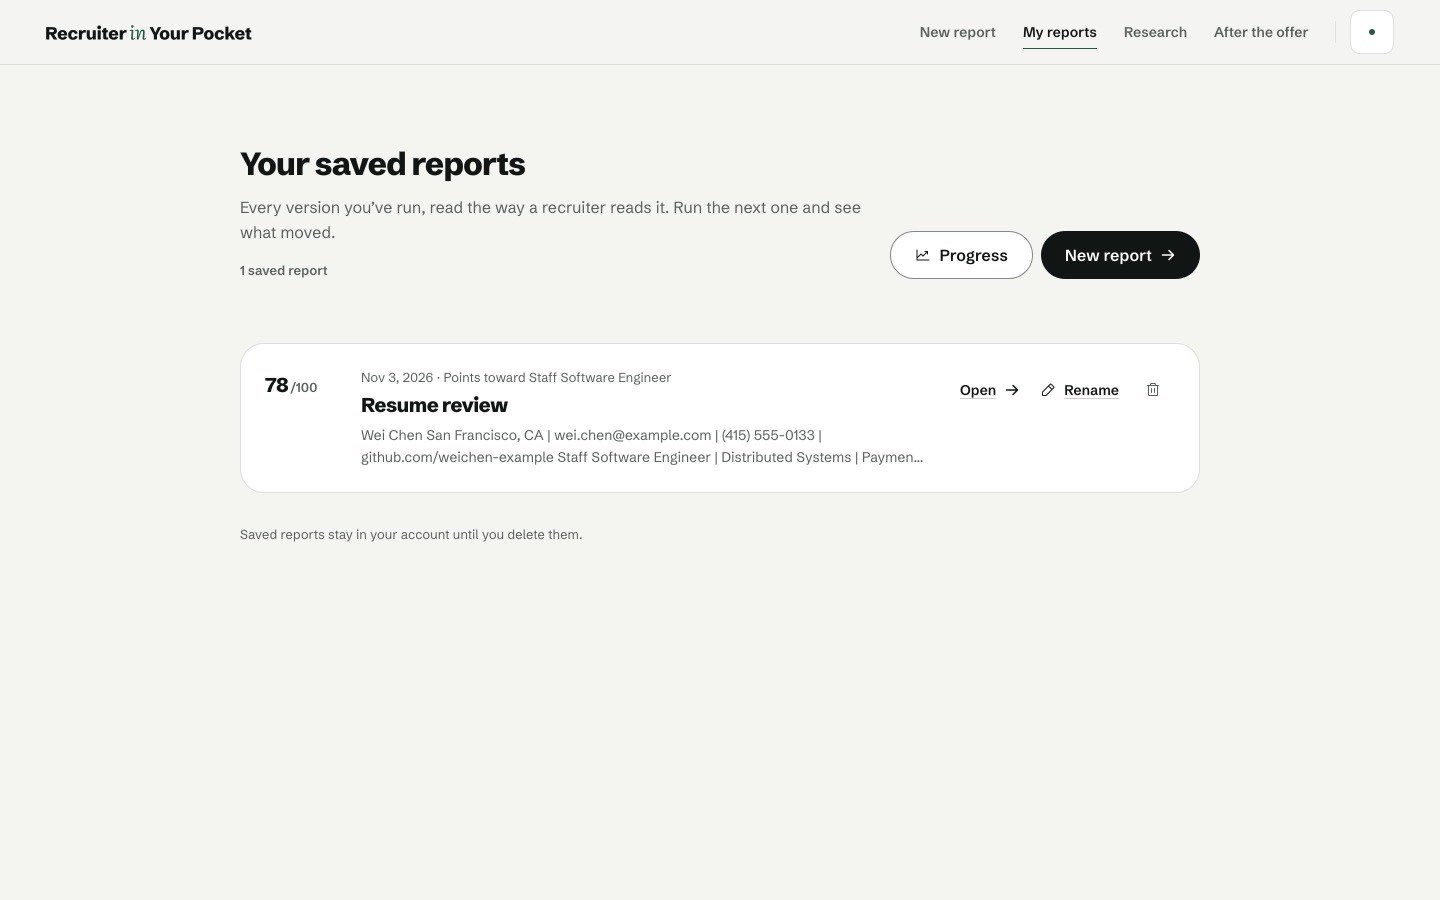 Recruiter in Your Pocket
New report
My reports
Research
After the offer
Your saved reports
Every version you’ve run, read the way a recruiter reads it. Run the next one and see
what moved.
1 saved report
Progress
New report →
78/100
Nov 3, 2026 · Points toward Staff Software Engineer
Resume review
Wei Chen San Francisco, CA | wei.chen@example.com | (415) 555-0133 |
github.com/weichen-example Staff Software Engineer | Distributed Systems | Paymen...
Open →
Rename
Saved reports stay in your account until you delete them.